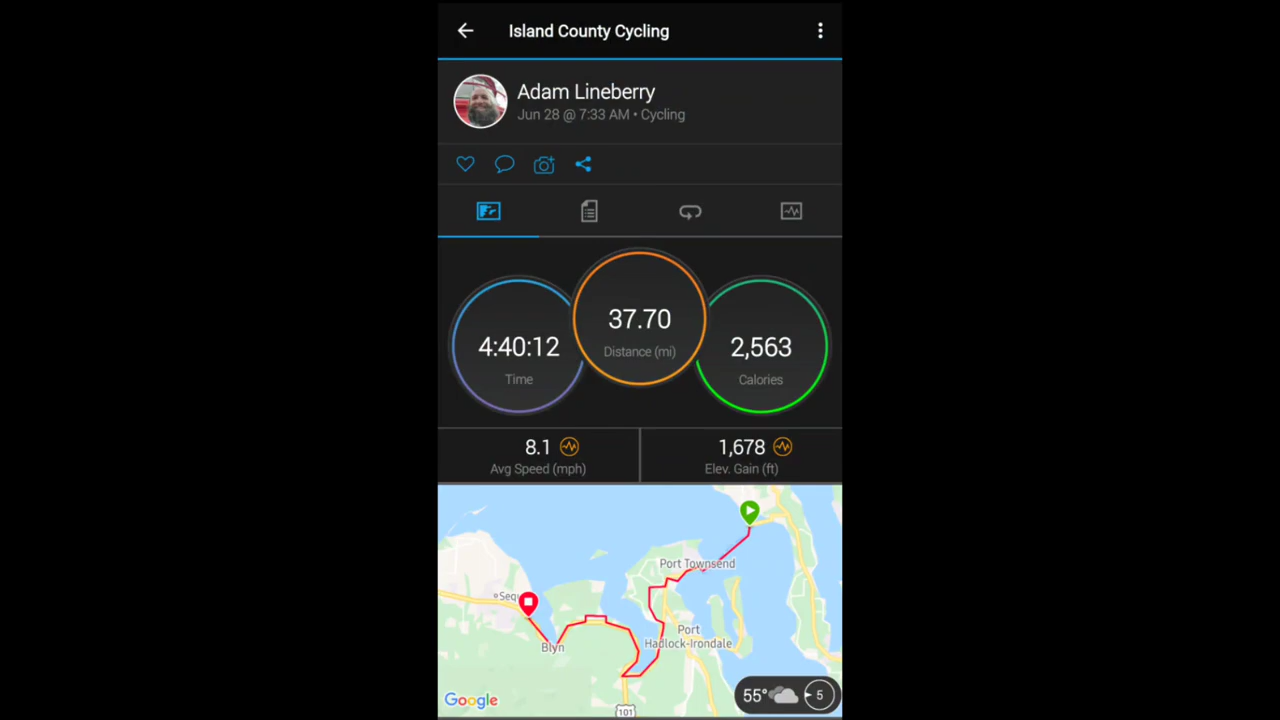 Island County Cycling
Adam Lineberry
Jun 28 @ 7:33 AM • Cycling
4:40:12
Time
37.70
Distance (mi)
2,563
Calories
8.1
Avg Speed (mph)
1,678
Elev. Gain (ft)
Port Townsend
Sequ
Port
Hadlock-Irondale
Blyn
Google
101
55°
5